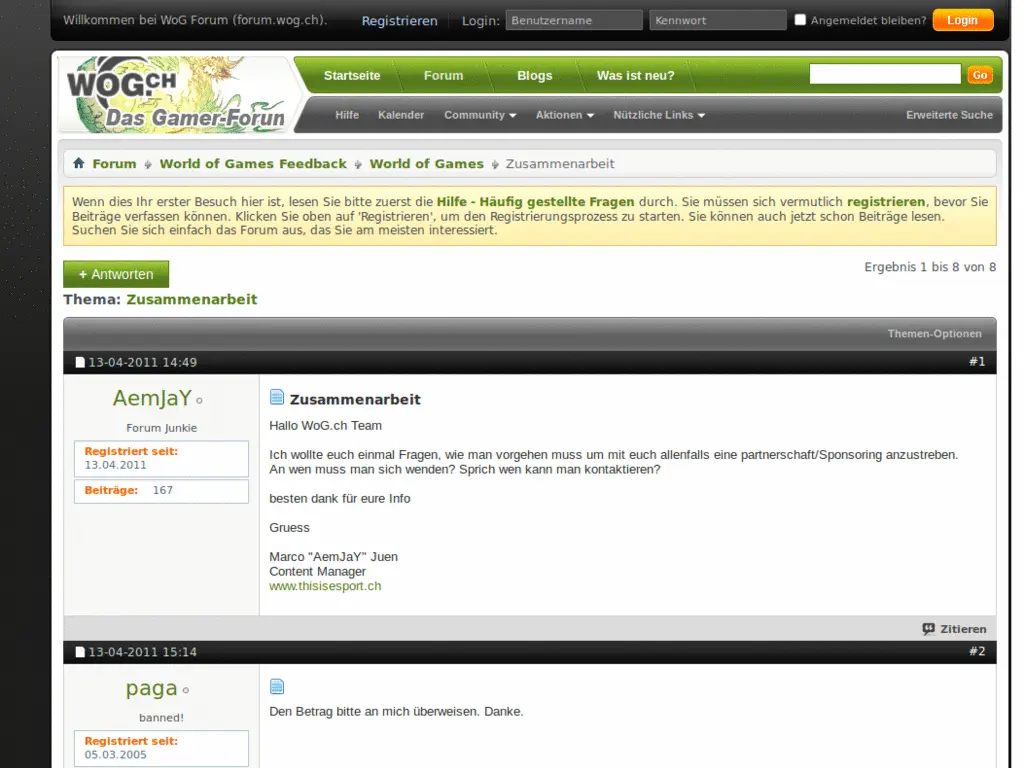 Willkommen bei WoG Forum (forum.wog.ch). Registrieren Login: Benutzername Kennwort Angemeldet bleiben? Login
WOG.CH
Das Gamer-Forun
Startseite Forum Blogs Was ist neu? Go
Hilfe Kalender Community Aktionen Nützliche Links Erweiterte Suche
Forum World of Games Feedback World of Games Zusammenarbeit
Wenn dies Ihr erster Besuch hier ist, lesen Sie bitte zuerst die Hilfe - Häufig gestellte Fragen durch. Sie müssen sich vermutlich registrieren, bevor Sie
Beiträge verfassen können. Klicken Sie oben auf 'Registrieren', um den Registrierungsprozess zu starten. Sie können auch jetzt schon Beiträge lesen.
Suchen Sie sich einfach das Forum aus, das Sie am meisten interessiert.
+ Antworten
Ergebnis 1 bis 8 von 8
Thema: Zusammenarbeit
Themen-Optionen
13-04-2011 14:49 #1
AemJaY
Forum Junkie
Registriert seit:
13.04.2011
Beiträge: 167
Zusammenarbeit
Hallo WoG.ch Team
Ich wollte euch einmal Fragen, wie man vorgehen muss um mit euch allenfalls eine partnerschaft/Sponsoring anzustreben.
An wen muss man sich wenden? Sprich wen kann man kontaktieren?
besten dank für eure Info
Gruess
Marco "AemJaY" Juen
Content Manager
www.thisisesport.ch
Zitieren
13-04-2011 15:14 #2
paga
banned!
Registriert seit:
05.03.2005
Den Betrag bitte an mich überweisen. Danke.